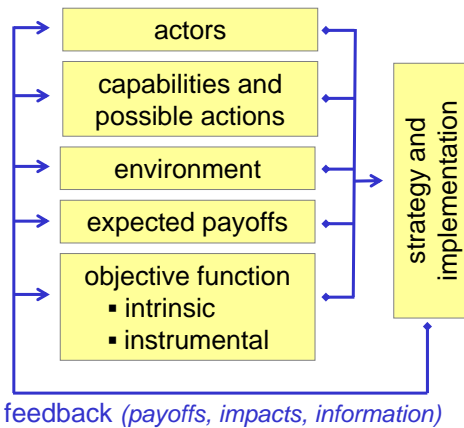 actors
capabilities and
possible actions
environment
expected payoffs
objective function
▪ intrinsic
▪ instrumental
strategy and
implementation
feedback (payoffs, impacts, information)